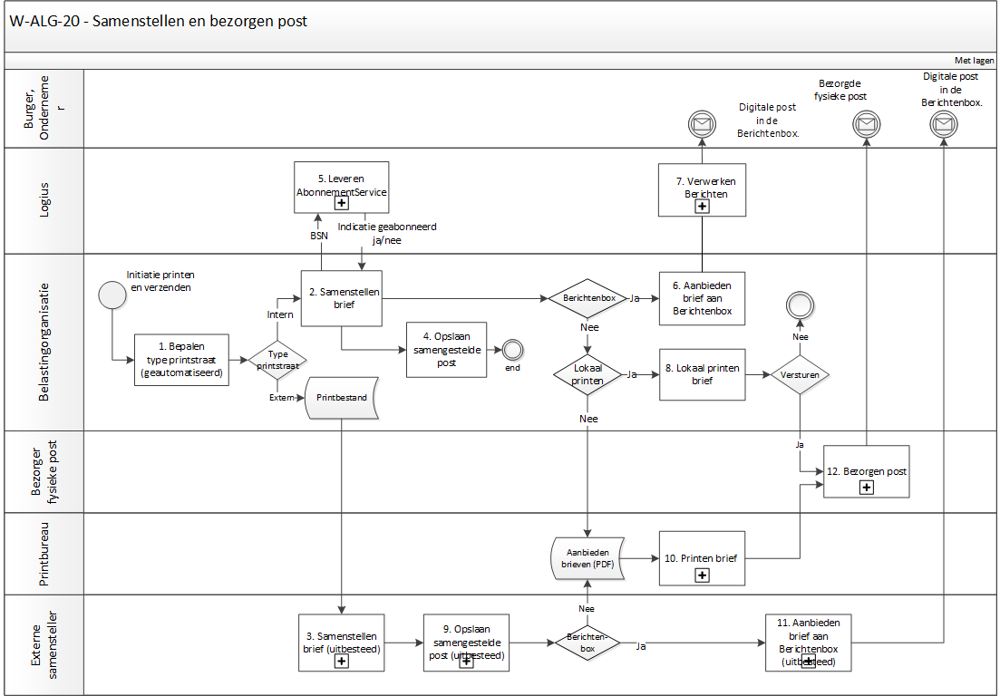 W-ALG-20 - Samenstellen en bezorgen post
Met lagen
Burger,
Onderneme
r
Digitale post
in de
Berichtenbox.
Bezorgde
fysieke post
Digitale post
in de
Berichtenbox.
Logius
5. Leveren
AbonnementService
BSN
Indicatie geabonneerd
ja/nee
7. Verwerken
Berichten
Belastingorganisatie
Initiatie printen
en verzenden
1. Bepalen
type printstraat
(geautomatiseerd)
Type
printstraat
Intern
Extern
2. Samenstellen
brief
4. Opslaan
samengestelde
post
end
Printbestand
Berichtenbox
Ja
Nee
6. Aanbieden
brief aan
Berichtenbox
Lokaal
printen
Ja
Nee
8. Lokaal printen
brief
Versturen
Nee
Ja
Bezorger
fysieke post
12. Bezorgen post
Printbureau
Aanbieden
brieven (PDF)
10. Printen brief
Externe
samensteller
3. Samenstellen
brief (uitbesteed)
9. Opslaan
samengestelde
post (uitbesteed)
Nee
Berichten-
box
Ja
11. Aanbieden
brief aan
Berichtenbox
(uitbesteed)